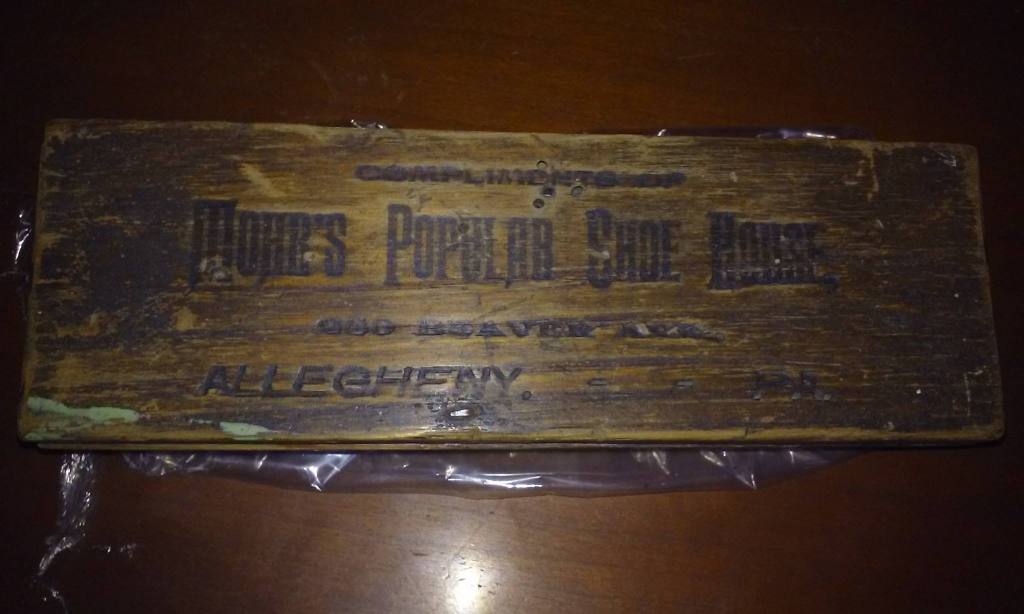 COMPLIMENTS OF
MOHR'S POPULAR SHOE HOUSE,
BEAVER AVE.
ALLEGHENY, - - PA.